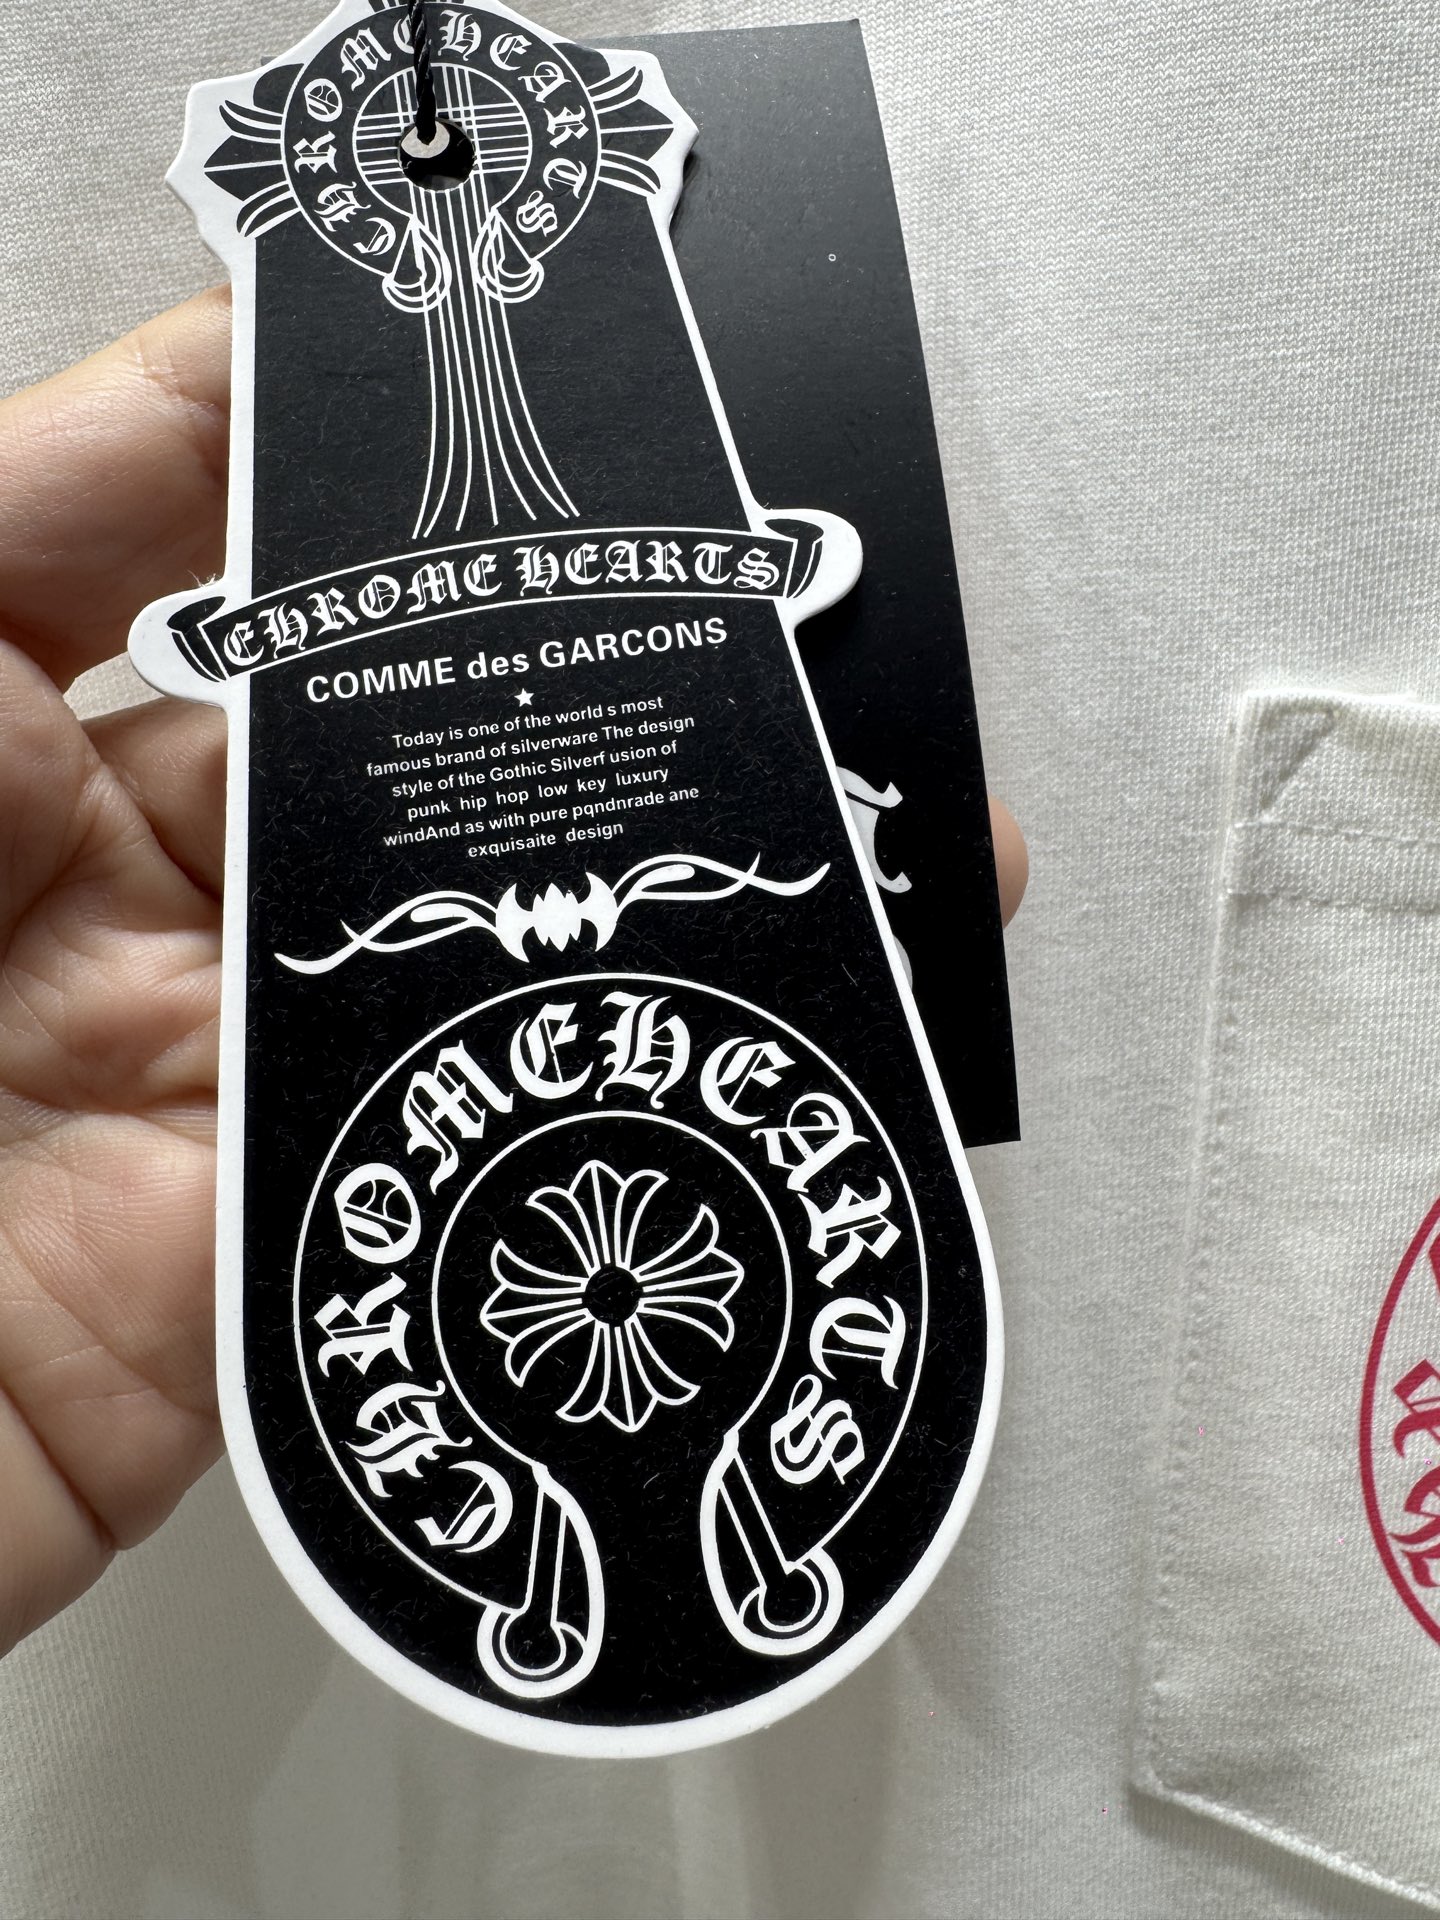 CHROME HEARTS
CHROME HEARTS
COMME des GARCONS
Today is one of the world s most
famous brand of silverware The design
style of the Gothic Silverf usion of
punk hip hop low key luxury
windAnd as with pure pqndnrade ane
exquisaite design
CHROME HEARTS